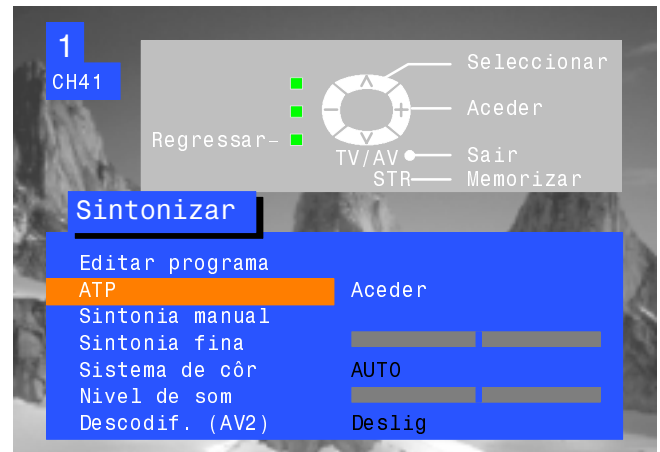 1
CH41
Seleccionar
Aceder
Regressar
TV/AV Sair
STR Memorizar
Sintonizar
Editar programa
ATP Aceder
Sintonia manual
Sintonia fina
Sistema de côr AUTO
Nivel de som
Descodif. (AV2) Deslig